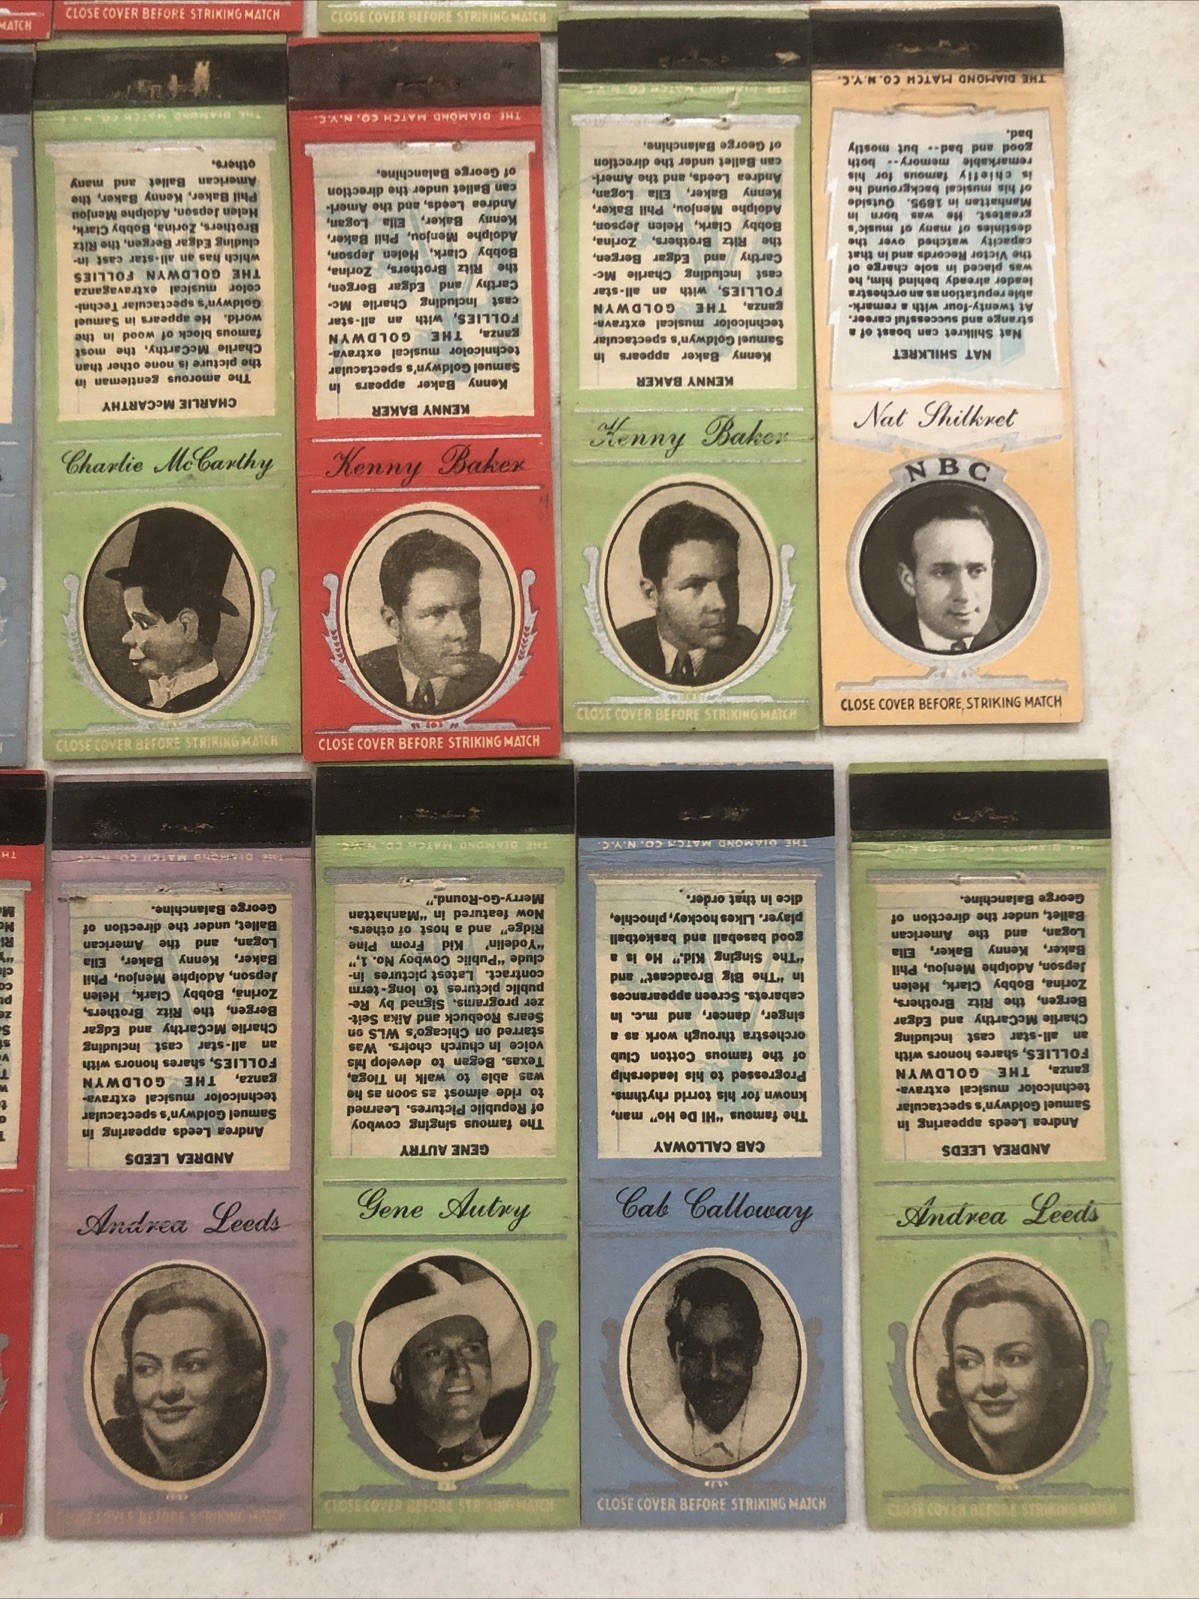 MATCH
CLOSE COVER BEFORE STRIKING MATCH
CLOSE COVER BEFORE STRIKING MATCH
THE DIAMOND MATCH CO. N.Y.C.
CHARLIE McCARTHY
The amorous gentleman in
the picture is none other than
Charlie McCarthy, the most
famous block of wood in the
world. He appears in Samuel
Goldwyn's spectacular Techni-
color musical extravaganza
THE GOLDWYN FOLLIES
which has an all-star cast in-
cluding Edgar Bergen, the Ritz
Brothers, Zorina, Bobby Clark,
Helen Jepson, Adolphe Menjou
Phil Baker, Kenny Baker, the
American Ballet and many
others.
Charlie McCarthy
CLOSE COVER BEFORE STRIKING MATCH
THE DIAMOND MATCH CO. N.Y.C.
KENNY BAKER
Kenny Baker appears in
Samuel Goldwyn's spectacular
technicolor musical extrava-
ganza, THE GOLDWYN
FOLLIES, with an all-star
cast including Charlie Mc-
Carthy and Edgar Bergen,
the Ritz Brothers, Zorina,
Bobby Clark, Helen Jepson,
Adolphe Menjou, Phil Baker,
Kenny Baker, Ella Logan,
Andrea Leeds, and the Ameri-
can Ballet under the direction
of George Balanchine.
Kenny Baker
CLOSE COVER BEFORE STRIKING MATCH
THE DIAMOND MATCH CO. N.Y.C.
KENNY BAKER
Kenny Baker appears in
Samuel Goldwyn's spectacular
technicolor musical extrava-
ganza, THE GOLDWYN
FOLLIES, with an all-star
cast including Charlie Mc-
Carthy and Edgar Bergen,
the Ritz Brothers, Zorina,
Bobby Clark, Helen Jepson,
Adolphe Menjou, Phil Baker,
Kenny Baker, Ella Logan,
Andrea Leeds, and the Ameri-
can Ballet under the direction
of George Balanchine.
Kenny Baker
CLOSE COVER BEFORE STRIKING MATCH
THE DIAMOND MATCH CO. N.Y.C.
NAT SHILKRET
Nat Shilkret can boast of a
strange and successful career.
At twenty-four with a remark-
able reputation as an orchestra
leader already behind him, he
was placed in sole charge of
the Victor Records and in that
capacity watched over the
destinies of many of music's
greatest. He was born in
Manhattan in 1895. Outside
of his musical background he
is chiefly famous for his
remarkable memory--both
good and bad--but mostly
bad.
Nat Shilkret
NBC
CLOSE COVER BEFORE STRIKING MATCH
THE DIAMOND MATCH CO. N.Y.C.
ANDREA LEEDS
Andrea Leeds appearing in
Samuel Goldwyn's spectacular
technicolor musical extrava-
ganza, THE GOLDWYN
FOLLIES, shares honors with
an all-star cast including
Charlie McCarthy and Edgar
Bergen, the Ritz Brothers,
Zorina, Bobby Clark, Helen
Jepson, Adolphe Menjou, Phil
Baker, Kenny Baker, Ella
Logan, and the American
Ballet, under the direction of
George Balanchine.
Andrea Leeds
CLOSE COVER BEFORE STRIKING MATCH
THE DIAMOND MATCH CO. N.Y.C.
GENE AUTRY
The famous singing cowboy
of Republic Pictures. Learned
to ride almost as soon as he
was able to walk in Tioga,
Texas. Began to develop his
voice in church choirs. Was
starred on Chicago's WLS on
Sears Roebuck and Alka Selt-
zer programs. Signed by Re-
public pictures to long-term
contract. Latest pictures in-
clude "Public Cowboy No. 1,"
"Yodelin' Kid From Pine
Ridge" and a host of others.
Now featured in "Manhattan
Merry-Go-Round."
Gene Autry
CLOSE COVER BEFORE STRIKING MATCH
THE DIAMOND MATCH CO. N.Y.C.
CAB CALLOWAY
The famous "Hi De Ho" man,
known for his torrid rhythms.
Progressed to his leadership
of the famous Cotton Club
orchestra through work as a
singer, dancer, and m.c. in
cabarets. Screen appearances
in "The Big Broadcast" and
"The Singing Kid." He is a
good baseball and basketball
player. Likes hockey, pinochle,
dice in that order.
Cab Calloway
CLOSE COVER BEFORE STRIKING MATCH
THE DIAMOND MATCH CO. N.Y.C.
ANDREA LEEDS
Andrea Leeds appearing in
Samuel Goldwyn's spectacular
technicolor musical extrava-
ganza, THE GOLDWYN
FOLLIES, shares honors with
an all-star cast including
Charlie McCarthy and Edgar
Bergen, the Ritz Brothers,
Zorina, Bobby Clark, Helen
Jepson, Adolphe Menjou, Phil
Baker, Kenny Baker, Ella
Logan, and the American
Ballet, under the direction of
George Balanchine.
Andrea Leeds
CLOSE COVER BEFORE STRIKING MATCH